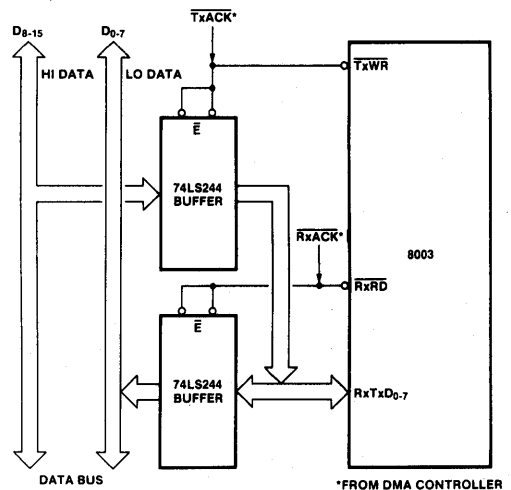 TxACK*
D8-15
D0-7
HI DATA
LO DATA
TxWR
E
74LS244
BUFFER
RxACK*
8003
RxRD
E
74LS244
BUFFER
RxTxD0-7
DATA BUS
*FROM DMA CONTROLLER